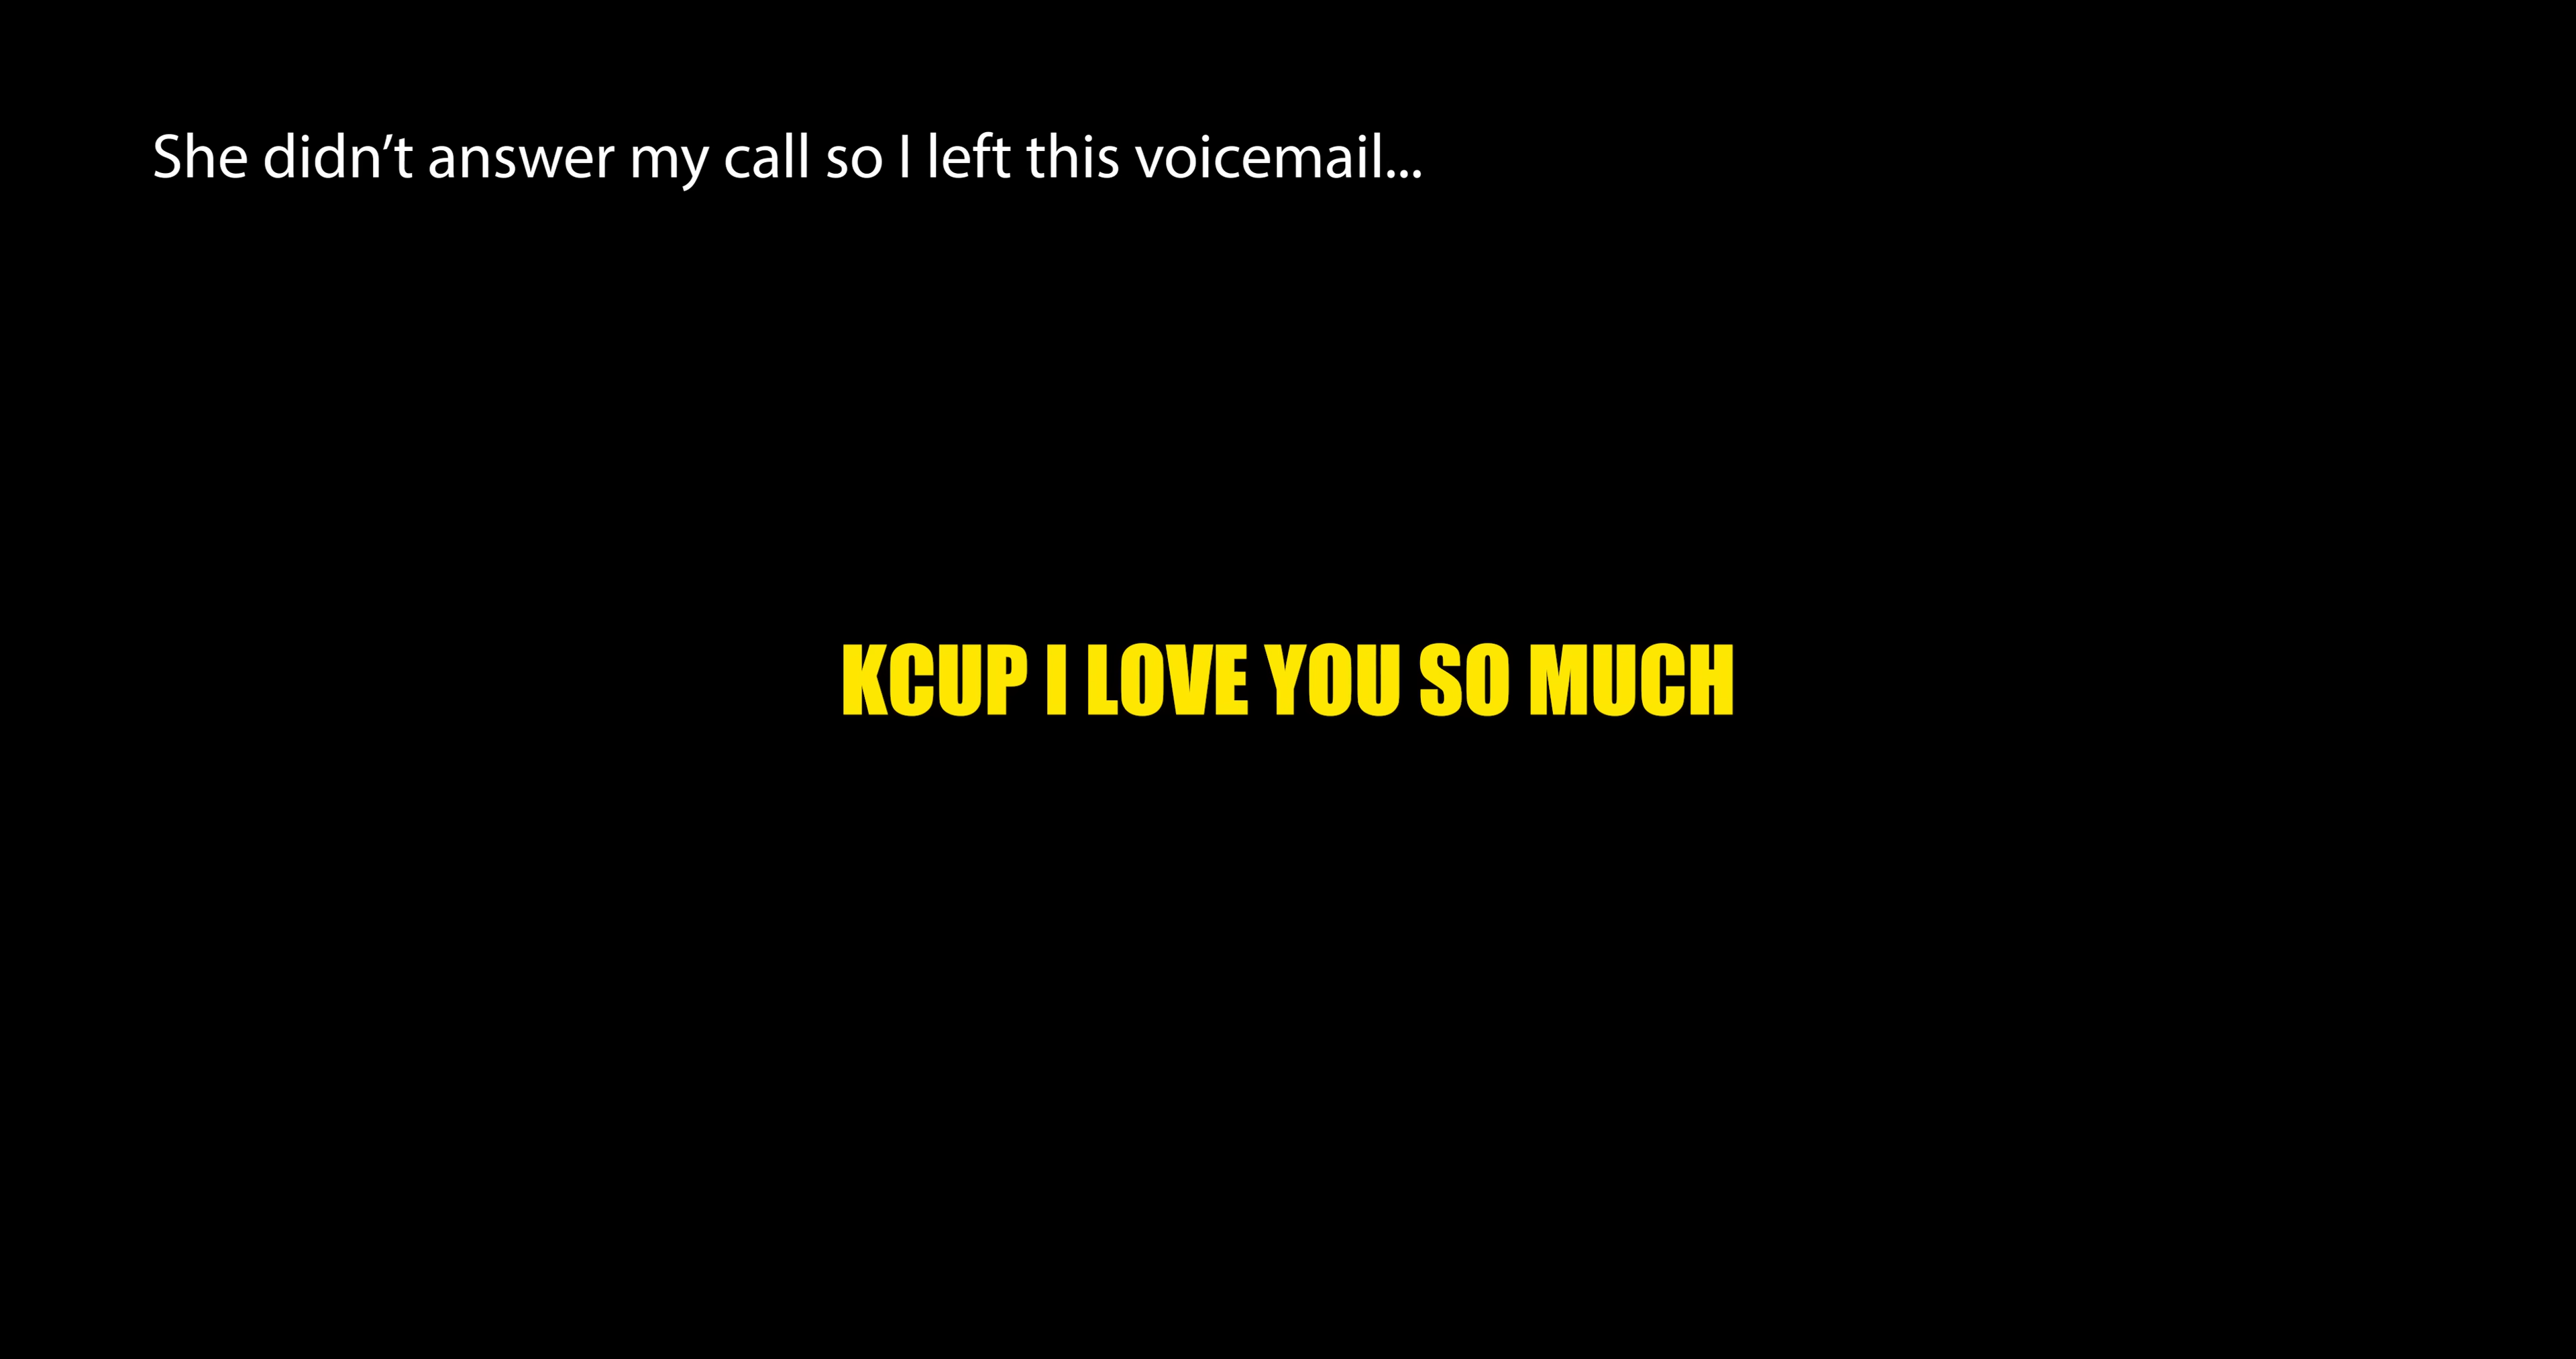 She didn’t answer my call so I left this voicemail...
KCUP I LOVE YOU SO MUCH